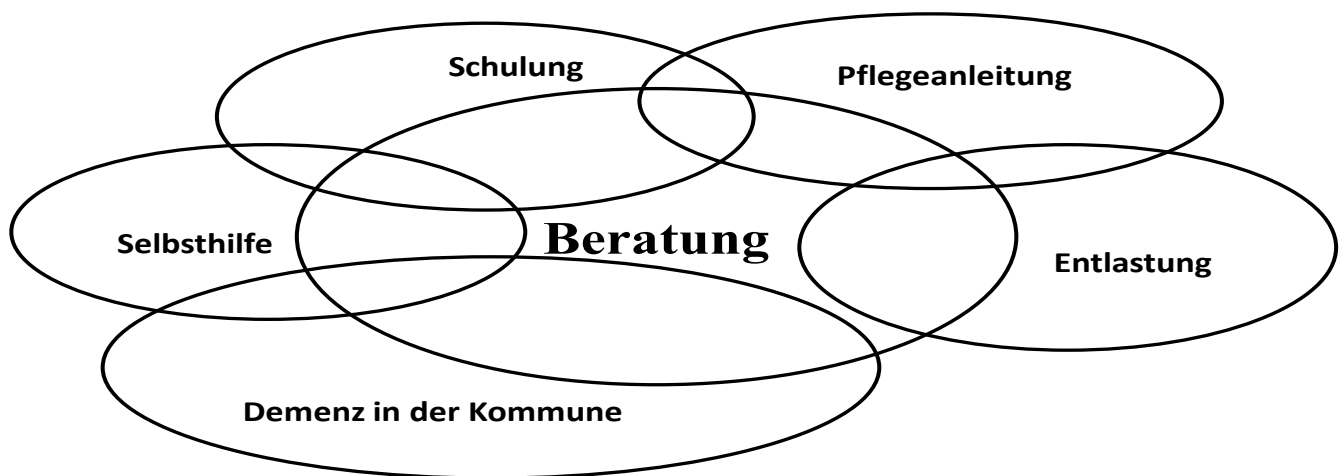 Schulung
Pflegeanleitung
Selbsthilfe
Beratung
Entlastung
Demenz in der Kommune